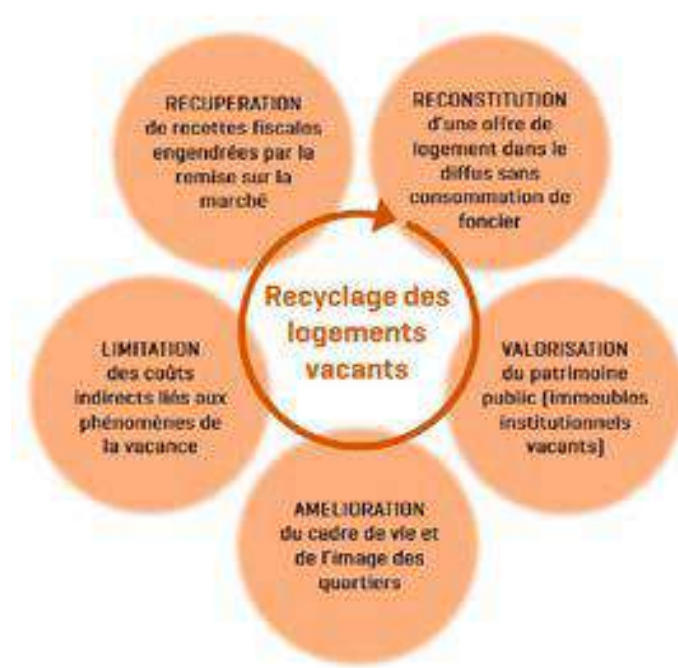 RECUPERATION
de recettes fiscales
engendrées par la
remise sur la
marché
RECONSTITUTION
d'une offre de
logement dans le
diffus sans
consommation de
foncier
Recyclage des
logements
vacants
LIMITATION
des coûts
indirects liés aux
phénomènes de
la vacance
VALORISATION
du patrimoine
public (immeubles
institutionnels
vacants)
AMELIORATION
du cadre de vie et
de l'image des
quartiers